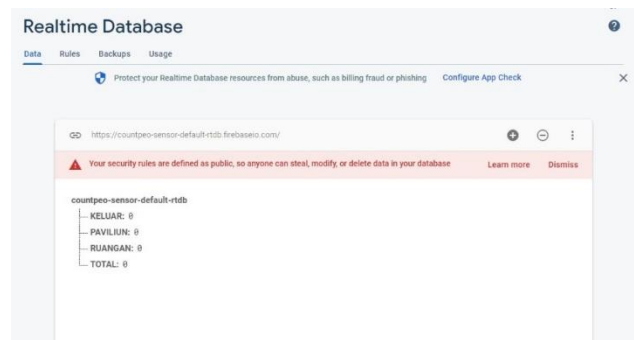 Realtime Database
Data Rules Backups Usage
Protect your Realtime Database resources from abuse, such as billing fraud or phishing Configure App Check
https://countpeo-sensor-default-rtdb.firebaseio.com/
Your security rules are defined as public, so anyone can steal, modify, or delete data in your database Learn more Dismiss
countpeo-sensor-default-rtdb
KELUAR: 0
PAVILIUN: 0
RUANGAN: 0
TOTAL: 0